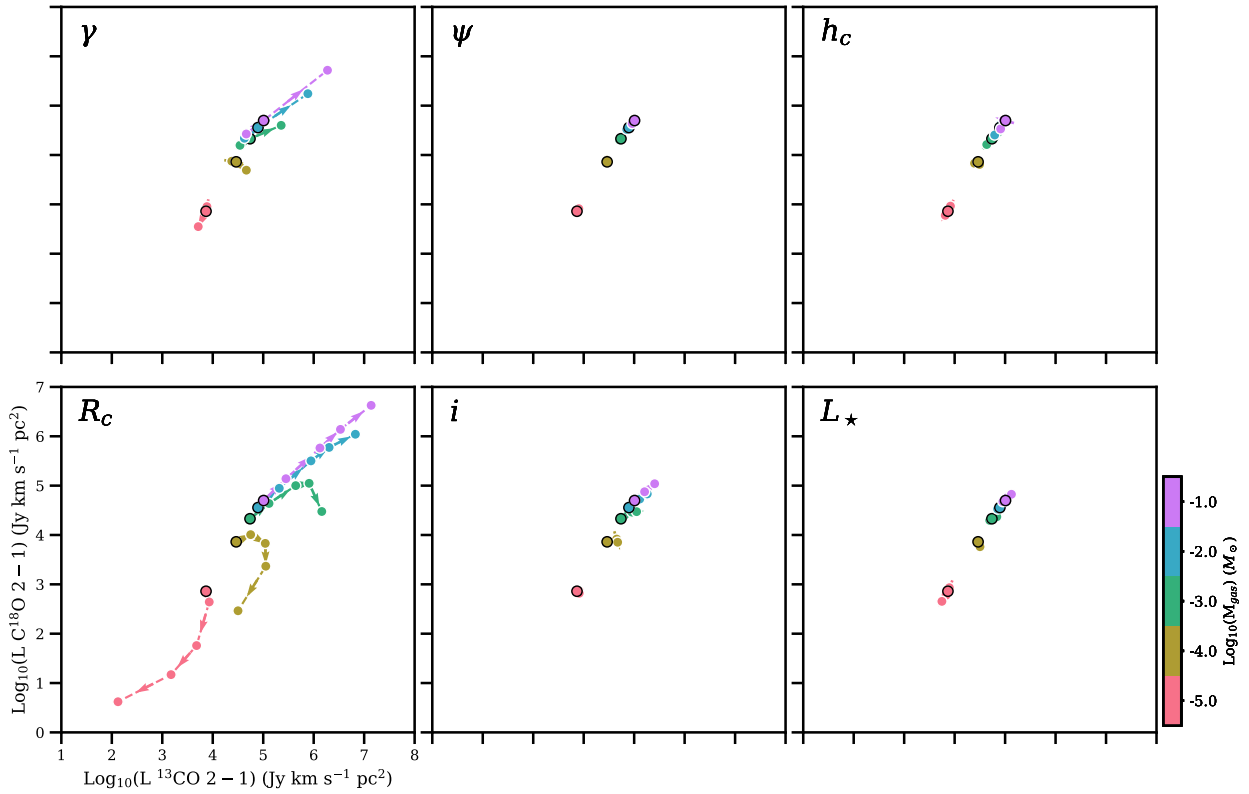 γ
ψ
h_c
R_c
i
L_⋆
7
6
5
4
3
2
1
0
Log₁₀(L C¹⁸O 2 − 1) (Jy km s⁻¹ pc²)
1 2 3 4 5 6 7 8
Log₁₀(L ¹³CO 2 − 1) (Jy km s⁻¹ pc²)
-1.0
-2.0
-3.0
-4.0
-5.0
Log₁₀(M_gas) (M_⊙)